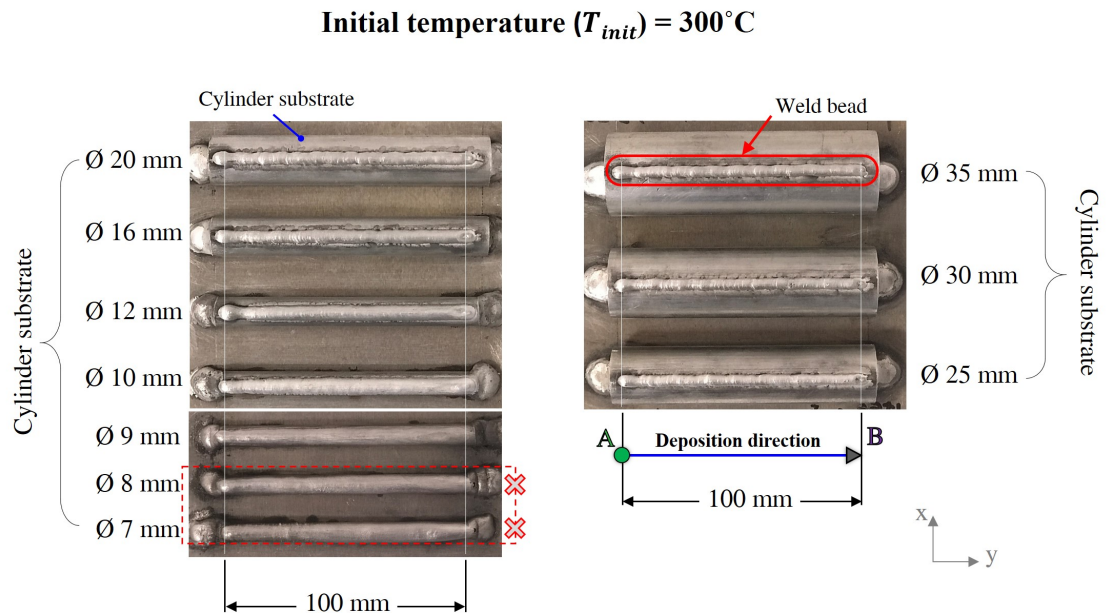 Initial temperature (T_init) = 300°C
Cylinder substrate
Weld bead
Ø 20 mm
Ø 16 mm
Ø 12 mm
Ø 10 mm
Ø 9 mm
Ø 8 mm
Ø 7 mm
Cylinder substrate
100 mm
Ø 35 mm
Ø 30 mm
Ø 25 mm
Cylinder substrate
A Deposition direction B
100 mm
x
y